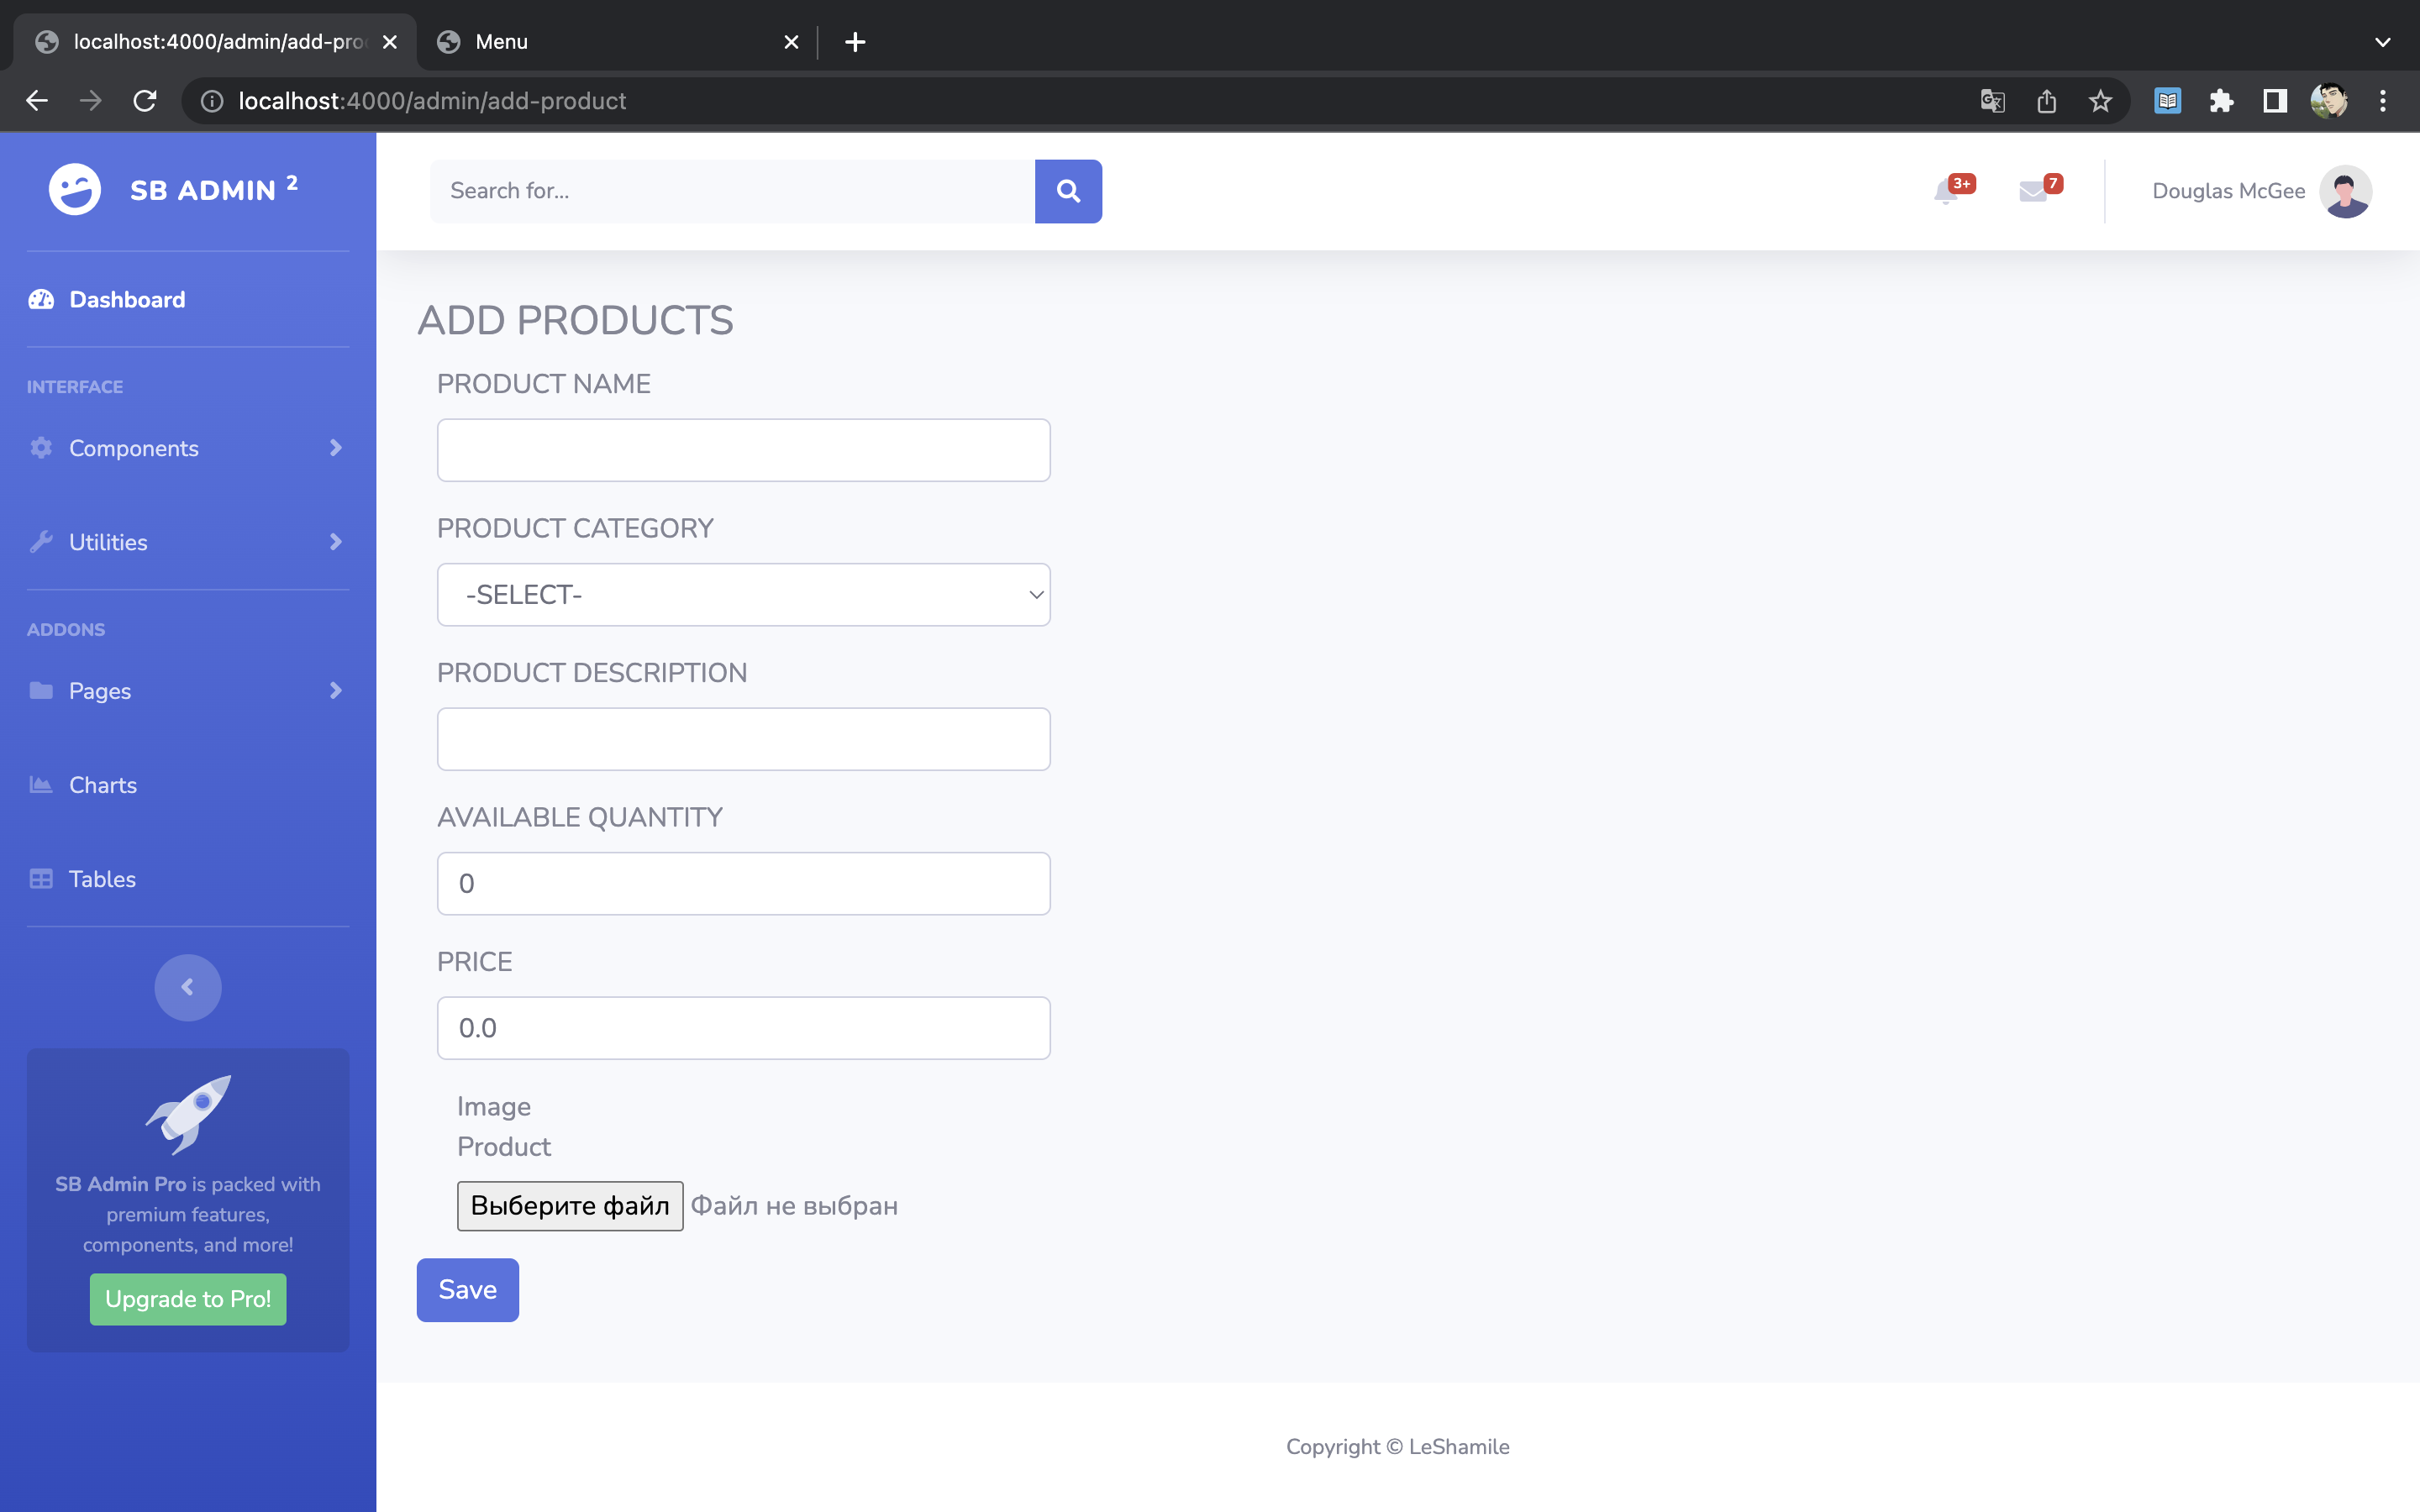 localhost:4000/admin/add-pro
Menu
localhost:4000/admin/add-product
SB ADMIN 2
Search for...
3+
7
Douglas McGee
Dashboard
INTERFACE
Components
Utilities
ADDONS
Pages
Charts
Tables
SB Admin Pro is packed with
premium features,
components, and more!
Upgrade to Pro!
ADD PRODUCTS
PRODUCT NAME
PRODUCT CATEGORY
-SELECT-
PRODUCT DESCRIPTION
AVAILABLE QUANTITY
0
PRICE
0.0
Image
Product
Выберите файл Файл не выбран
Save
Copyright © LeShamile